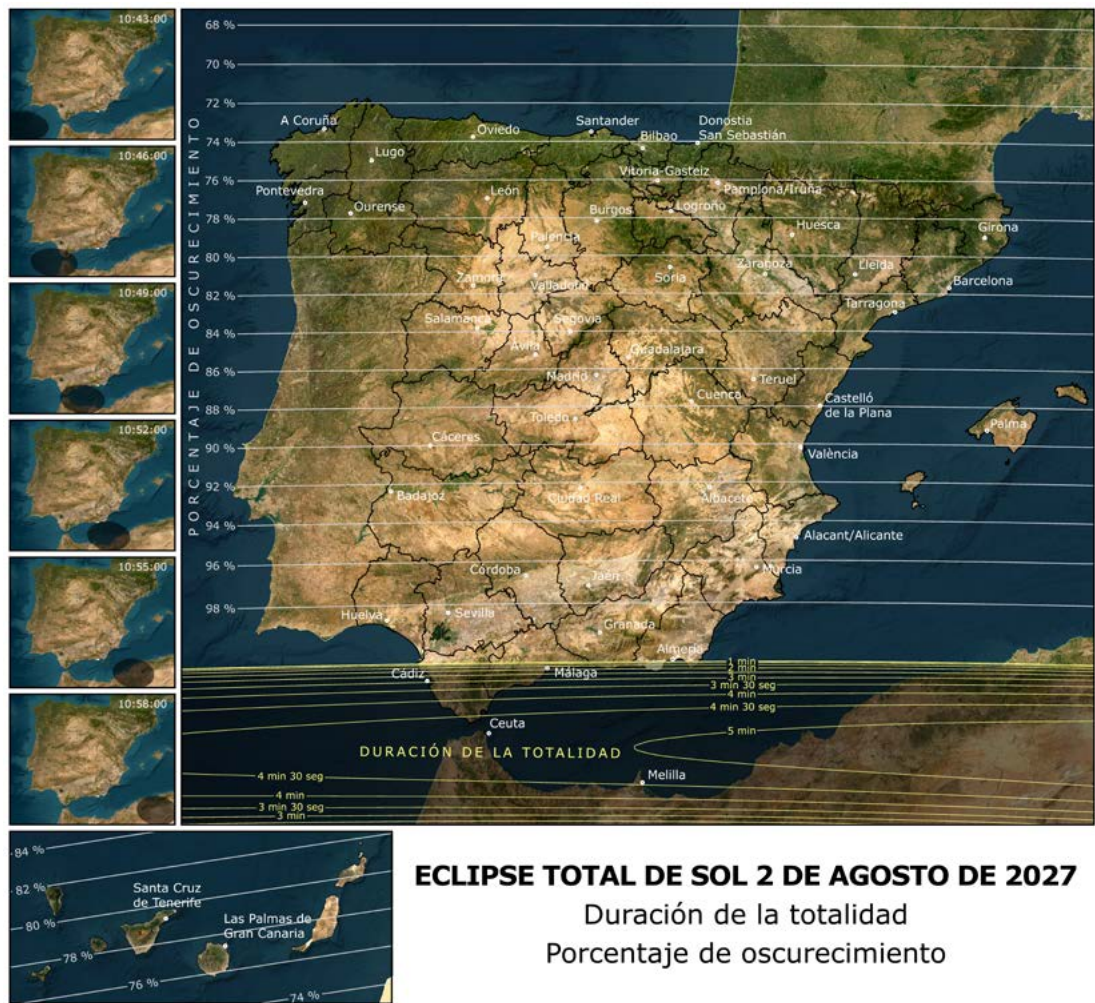 10:43:00
10:46:00
10:49:00
10:52:00
10:55:00
10:58:00
PORCENTAJE DE OSCURECIMIENTO
68 %
70 %
72 %
74 %
76 %
78 %
80 %
82 %
84 %
86 %
88 %
90 %
92 %
94 %
96 %
98 %
A Coruña
Lugo
Oviedo
Santander
Bilbao
Donostia
San Sebastián
Pontevedra
Ourense
León
Vitoria-Gasteiz
Pamplona/Iruña
Logroño
Burgos
Palencia
Huesca
Girona
Zamora
Valladolid
Soria
Zaragoza
Lleida
Barcelona
Tarragona
Salamanca
Segovia
Ávila
Guadalajara
Madrid
Teruel
Cuenca
Toledo
Castelló
de la Plana
Palma
Cáceres
València
Badajoz
Ciudad Real
Albacete
Alacant/Alicante
Murcia
Córdoba
Jaén
Huelva
Sevilla
Granada
Almería
Cádiz
Málaga
Ceuta
Melilla
1 min
2 min
3 min
3 min 30 seg
4 min
4 min 30 seg
5 min
DURACIÓN DE LA TOTALIDAD
4 min 30 seg
4 min
3 min 30 seg
3 min
84 %
82 %
80 %
78 %
76 %
74 %
Santa Cruz
de Tenerife
Las Palmas de
Gran Canaria
ECLIPSE TOTAL DE SOL 2 DE AGOSTO DE 2027
Duración de la totalidad
Porcentaje de oscurecimiento